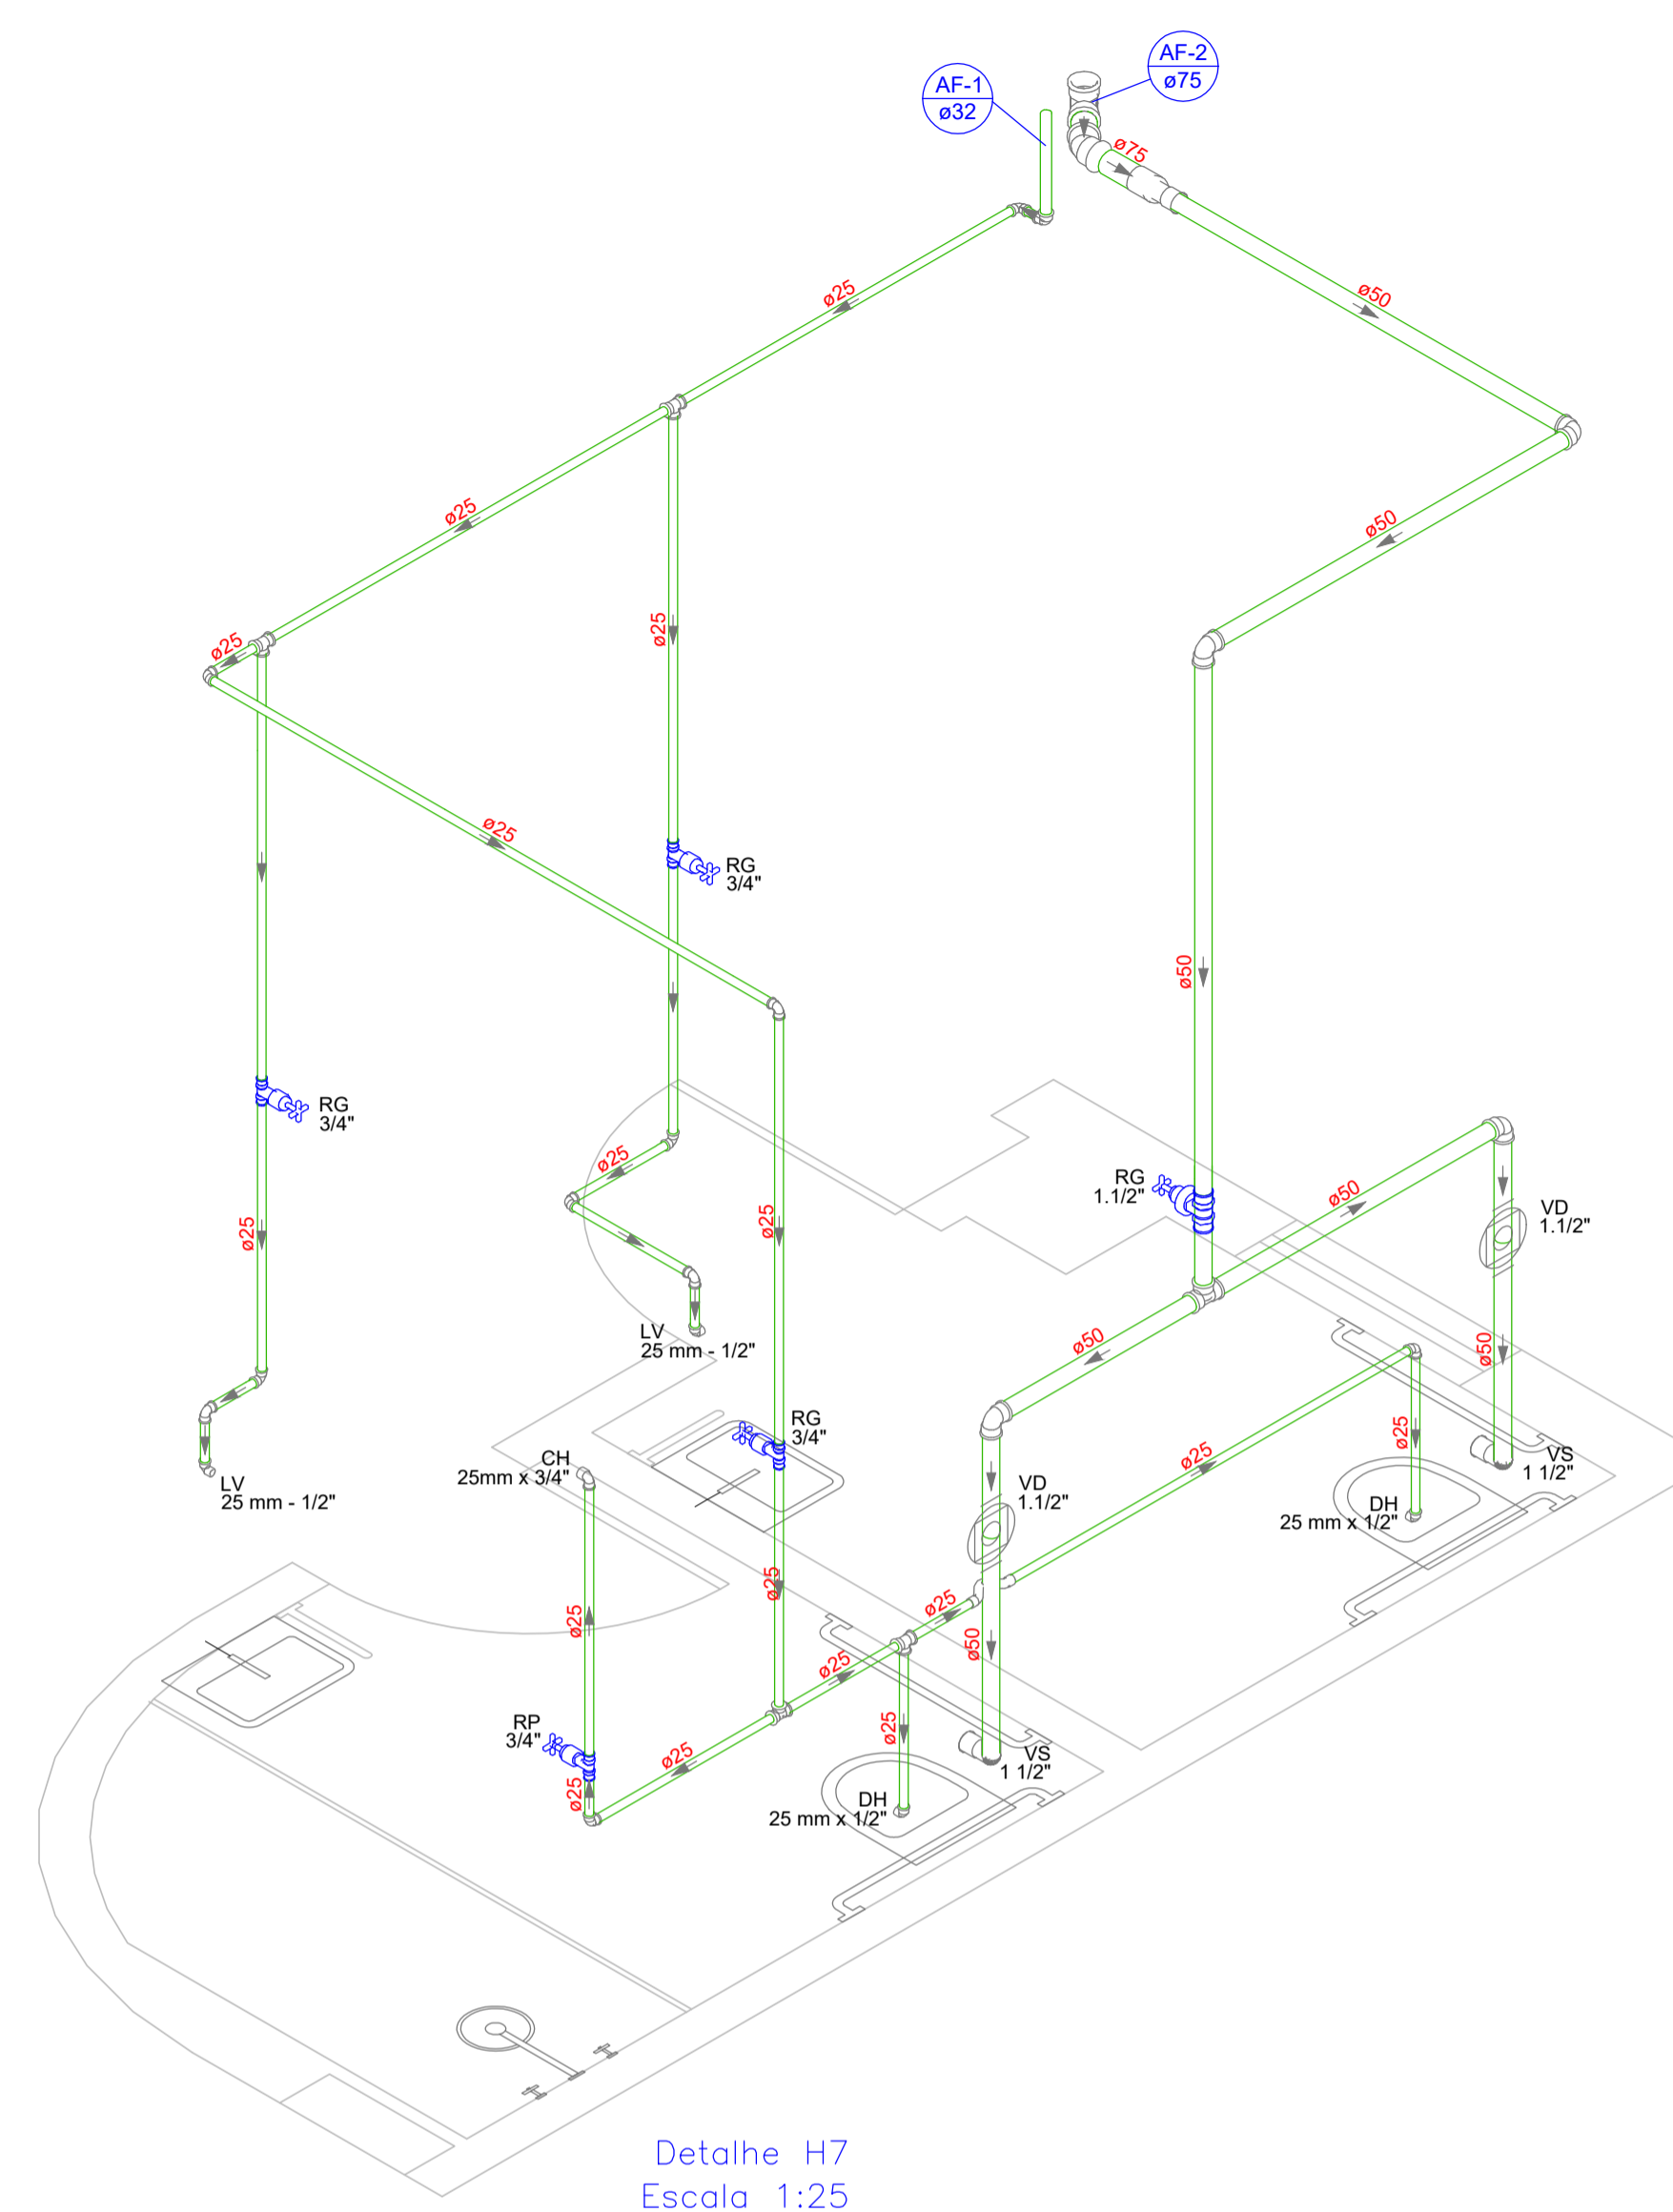 AF-2
ø75
AF-1
ø32
ø75
ø25
ø50
ø25
ø50
ø25
ø25
ø25
RG
3/4"
ø50
RG
3/4"
ø25
RG
1.1/2"
ø50
VD
1.1/2"
ø25
ø25
LV
25 mm - 1/2"
ø50
ø50
RG
3/4"
ø25
CH
25mm x 3/4"
ø25
VS
1 1/2"
LV
25 mm - 1/2"
VD
1.1/2"
DH
25 mm x 1/2"
ø25
ø25
ø25
ø50
ø25
RP
3/4"
ø25
ø25
VS
1 1/2"
ø25
DH
25 mm x 1/2"
Detalhe H7
Escala 1:25